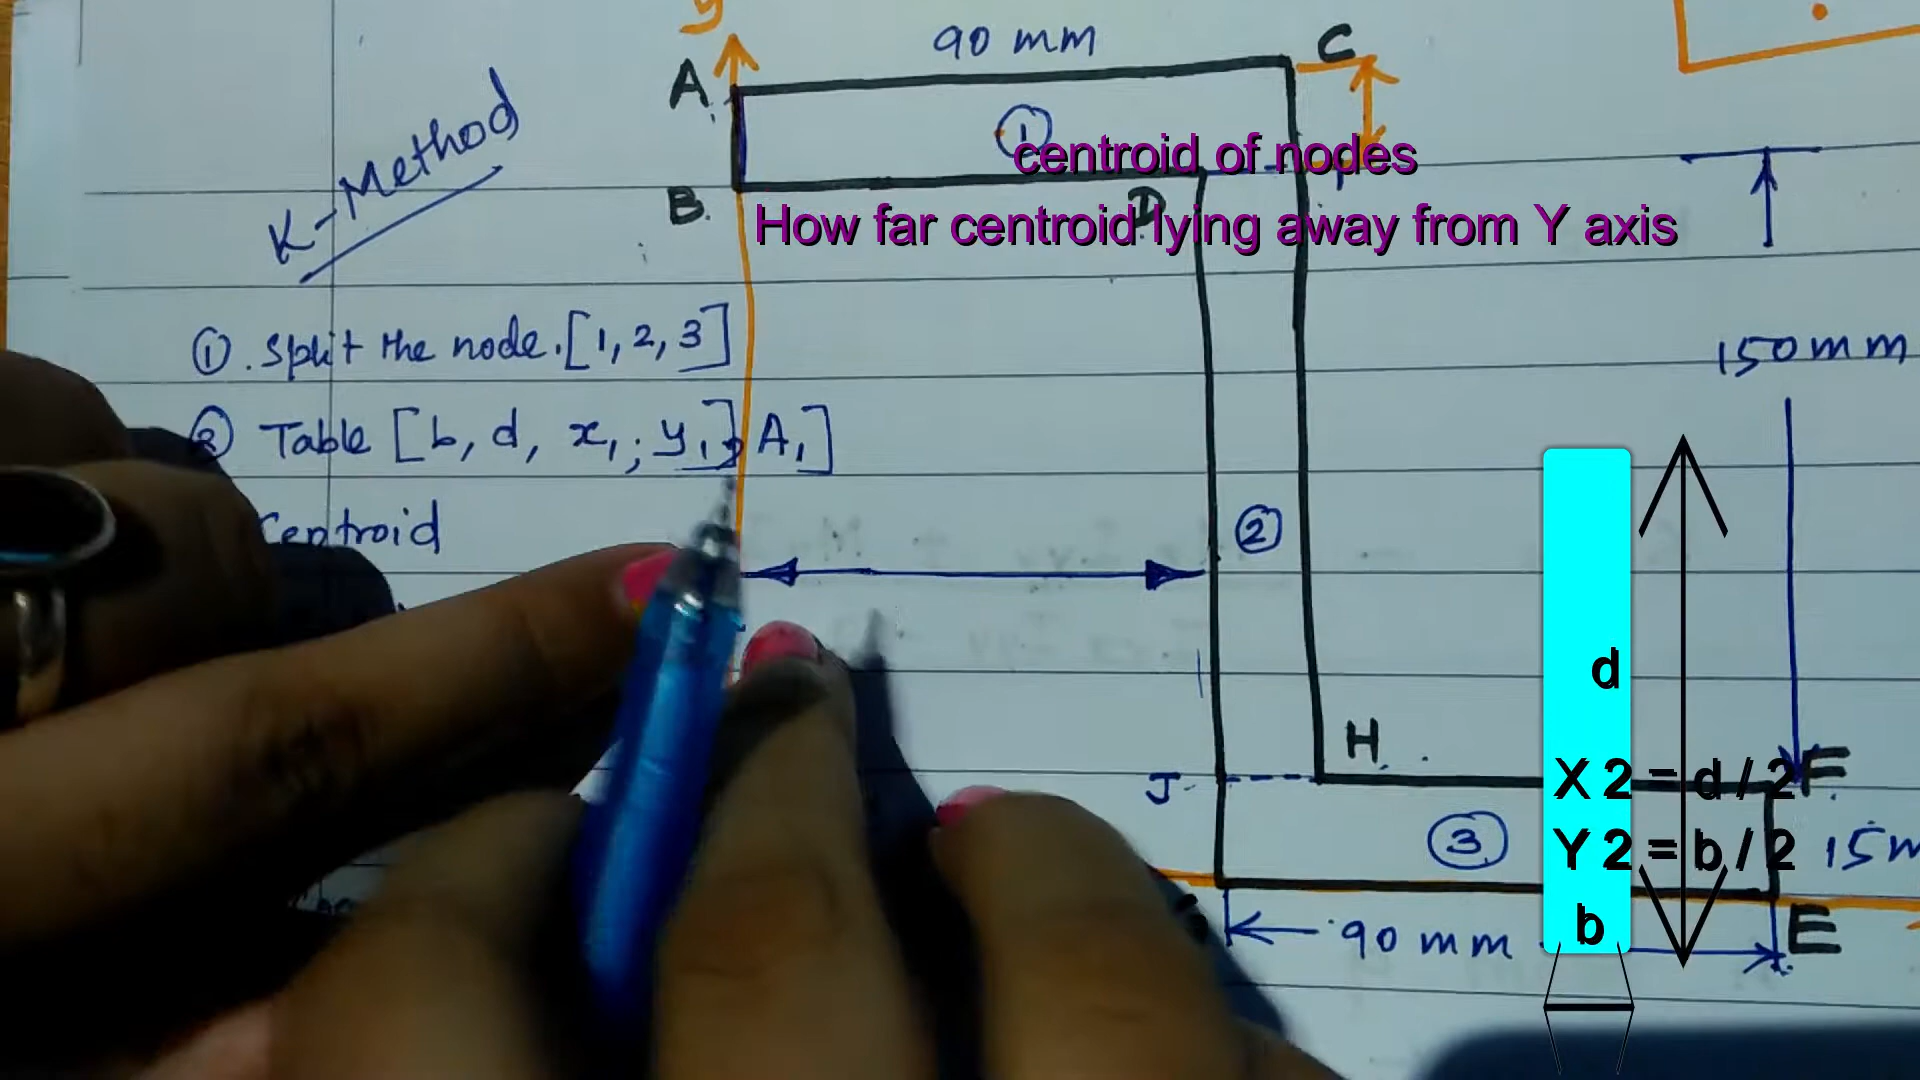 y
90 mm
C
A
①
centroid of nodes
K-Method
B.
D
How far centroid lying away from Y axis
① . Split the node. [1, 2, 3]
150mm
② Table [b, d, x₁, ; y₁], A₁]
Centroid
②
d
H
J
X 2 = d / 2
F
③
Y 2 = b / 2
15m
b
90 mm
E